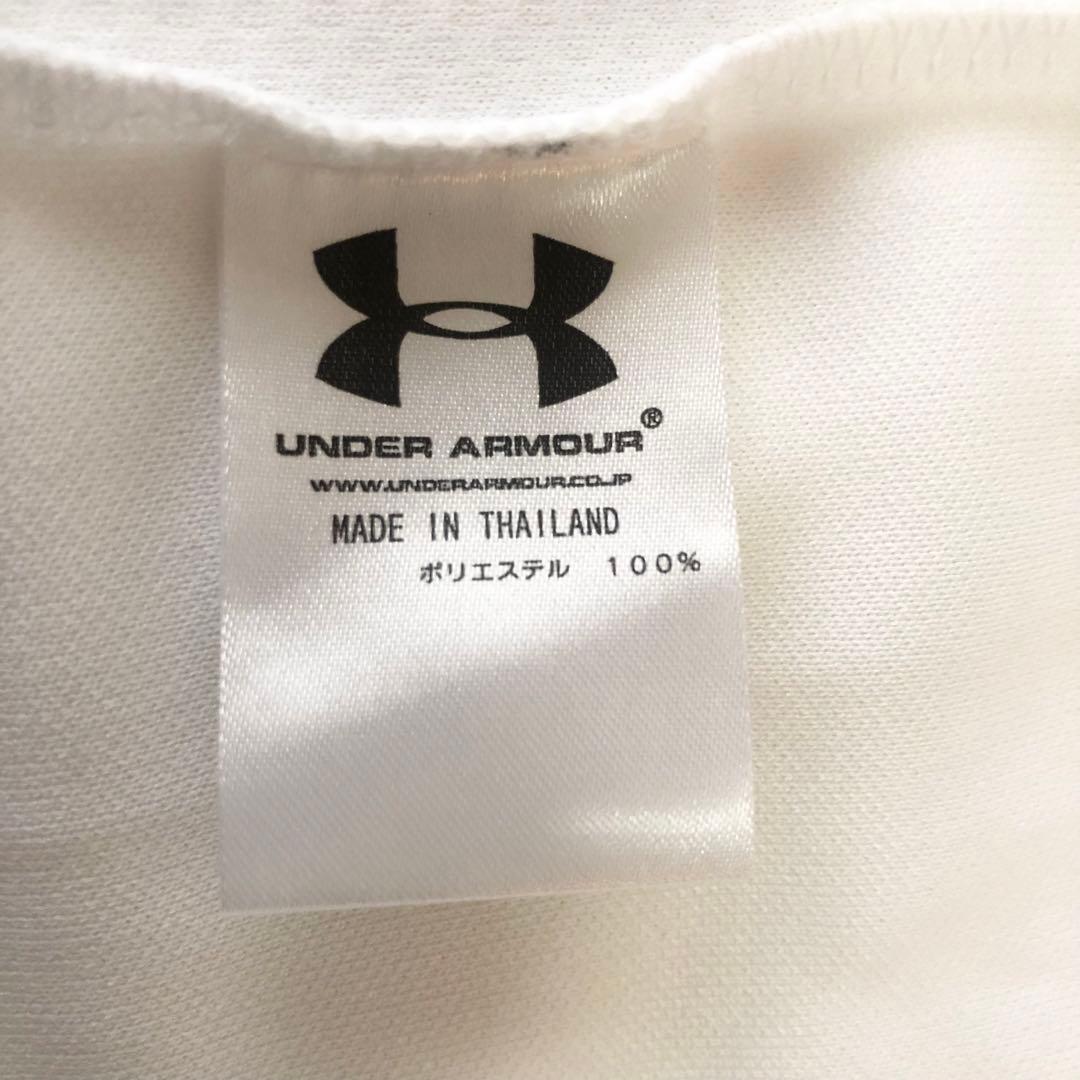 UNDER ARMOUR®
WWW.UNDERARMOUR.CO.JP
MADE IN THAILAND
ポリエステル　１００％